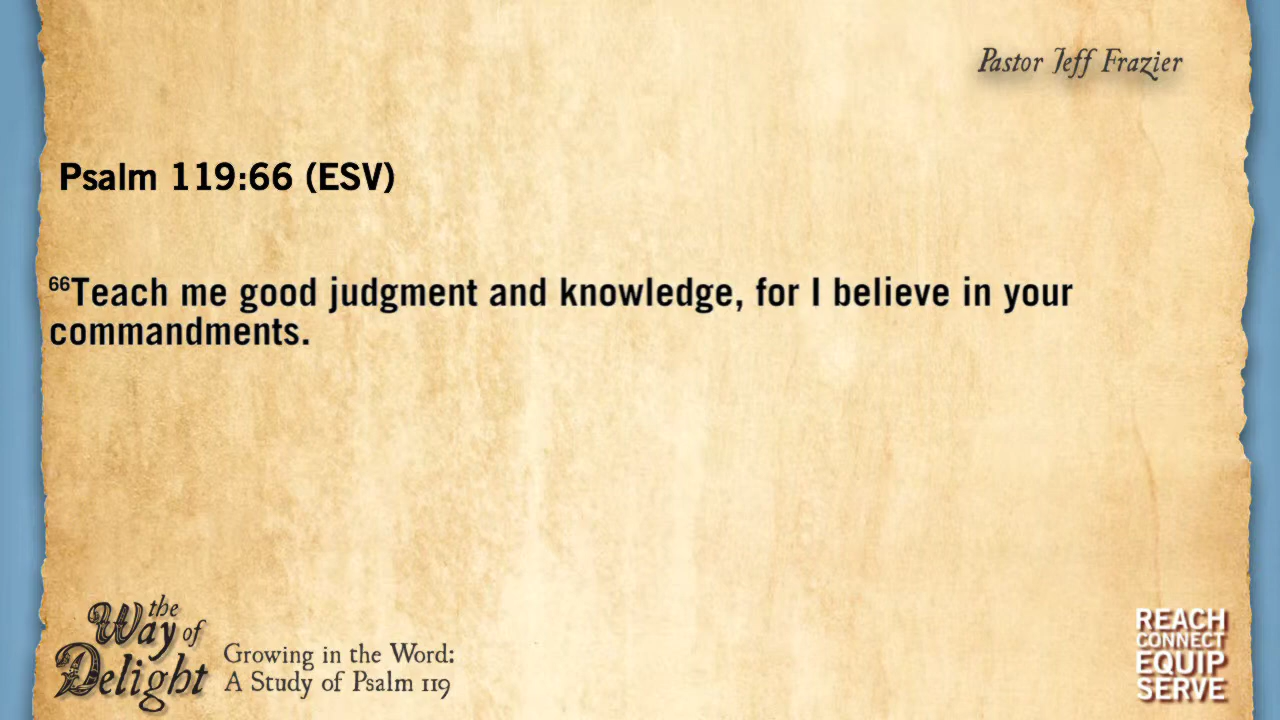 Pastor Jeff Frazier
Psalm 119:66 (ESV)
⁶⁶Teach me good judgment and knowledge, for I believe in your
commandments.
the
Way of
Delight
Growing in the Word:
A Study of Psalm 119
REACH
CONNECT
EQUIP
SERVE